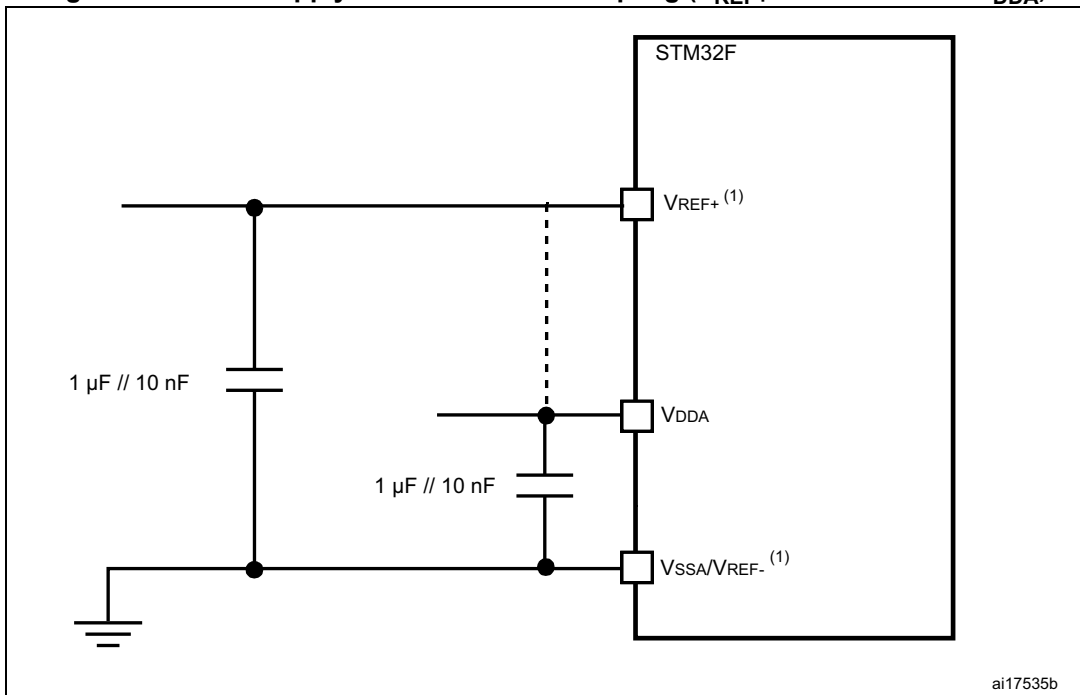 STM32F
VREF+ (1)
1 µF // 10 nF
VDDA
1 µF // 10 nF
VSSA/VREF- (1)
ai17535b